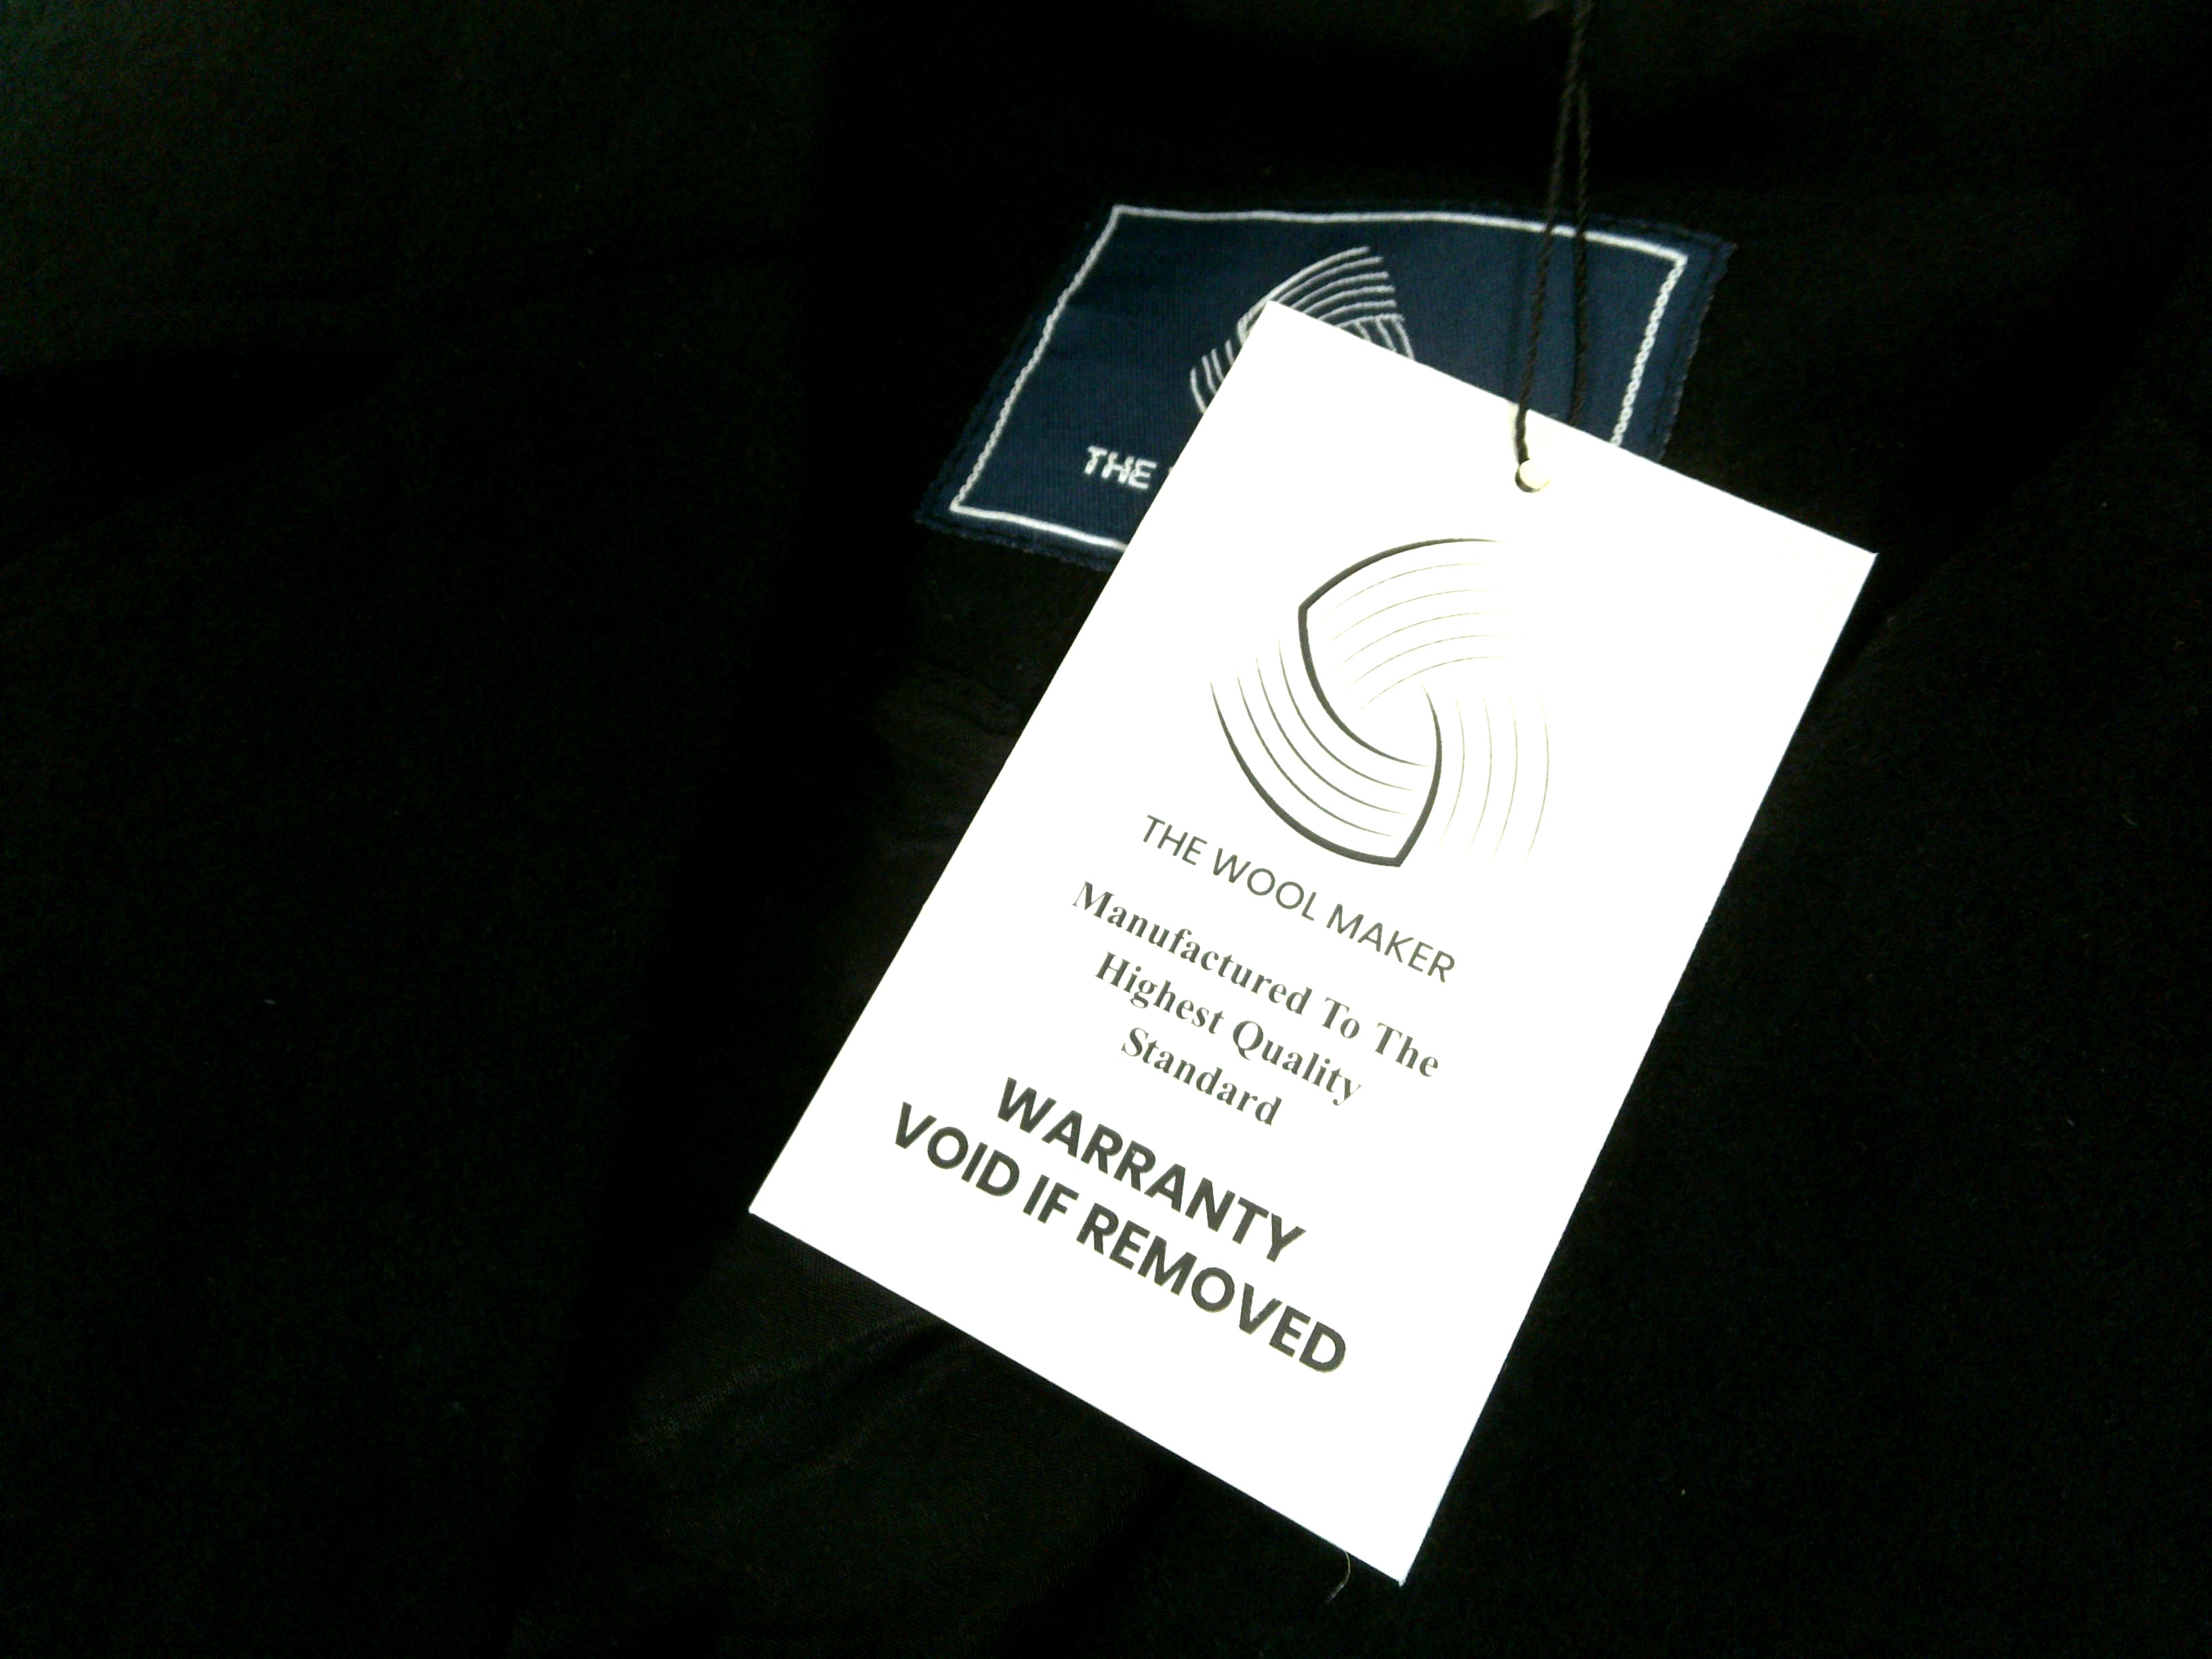 THE
THE WOOL MAKER
Manufactured To The
Highest Quality
Standard
WARRANTY
VOID IF REMOVED